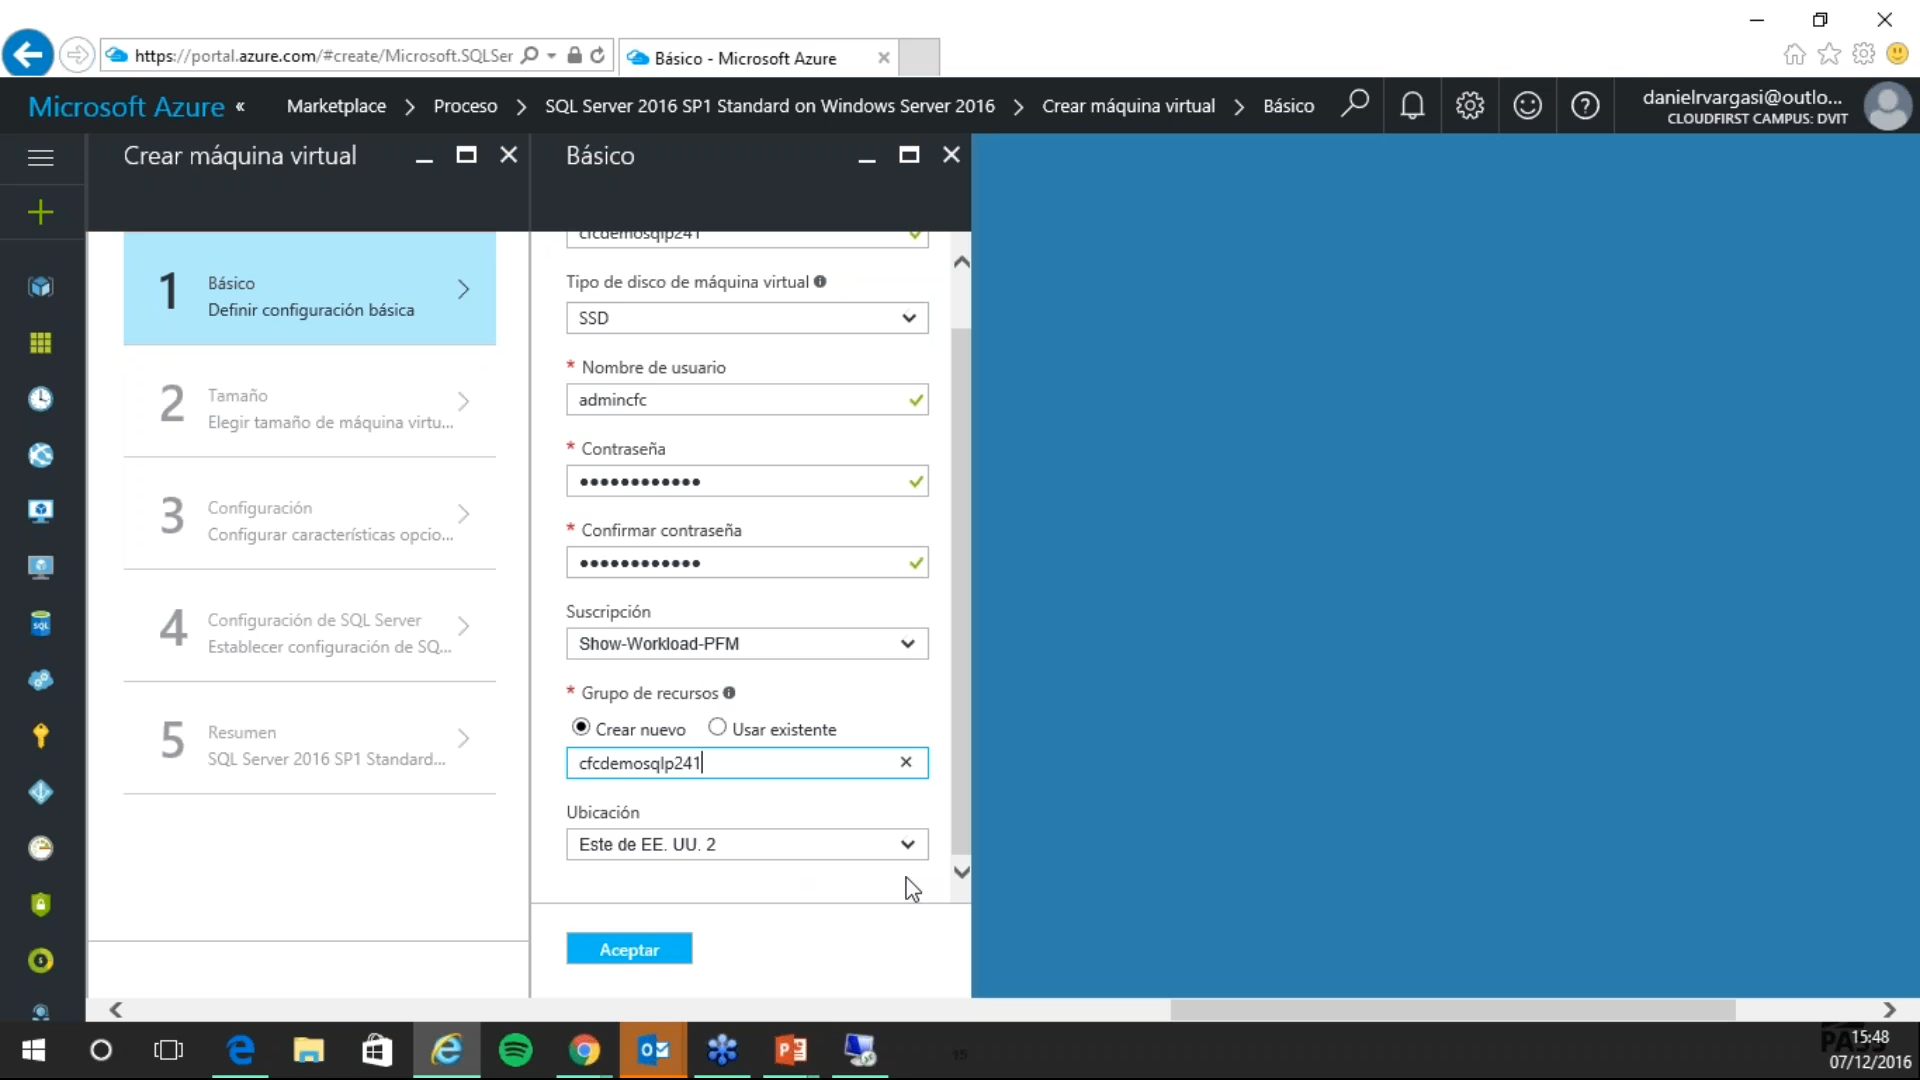 https://portal.azure.com/#create/Microsoft.SQLSer
Básico - Microsoft Azure
Microsoft Azure «
Marketplace > Proceso > SQL Server 2016 SP1 Standard on Windows Server 2016 > Crear máquina virtual > Básico
danielrvargasi@outlo...
CLOUDFIRST CAMPUS: DVIT
Crear máquina virtual
1
Básico
Definir configuración básica
2
Tamaño
Elegir tamaño de máquina virtu...
3
Configuración
Configurar características opcio...
4
Configuración de SQL Server
Establecer configuración de SQ...
5
Resumen
SQL Server 2016 SP1 Standard...
Básico
cfcdemosqlp241
Tipo de disco de máquina virtual
SSD
* Nombre de usuario
admincfc
* Contraseña
••••••••••••
* Confirmar contraseña
••••••••••••
Suscripción
Show-Workload-PFM
* Grupo de recursos
Crear nuevo
Usar existente
cfcdemosqlp241
Ubicación
Este de EE. UU. 2
Aceptar
15
PASS
15:48
07/12/2016